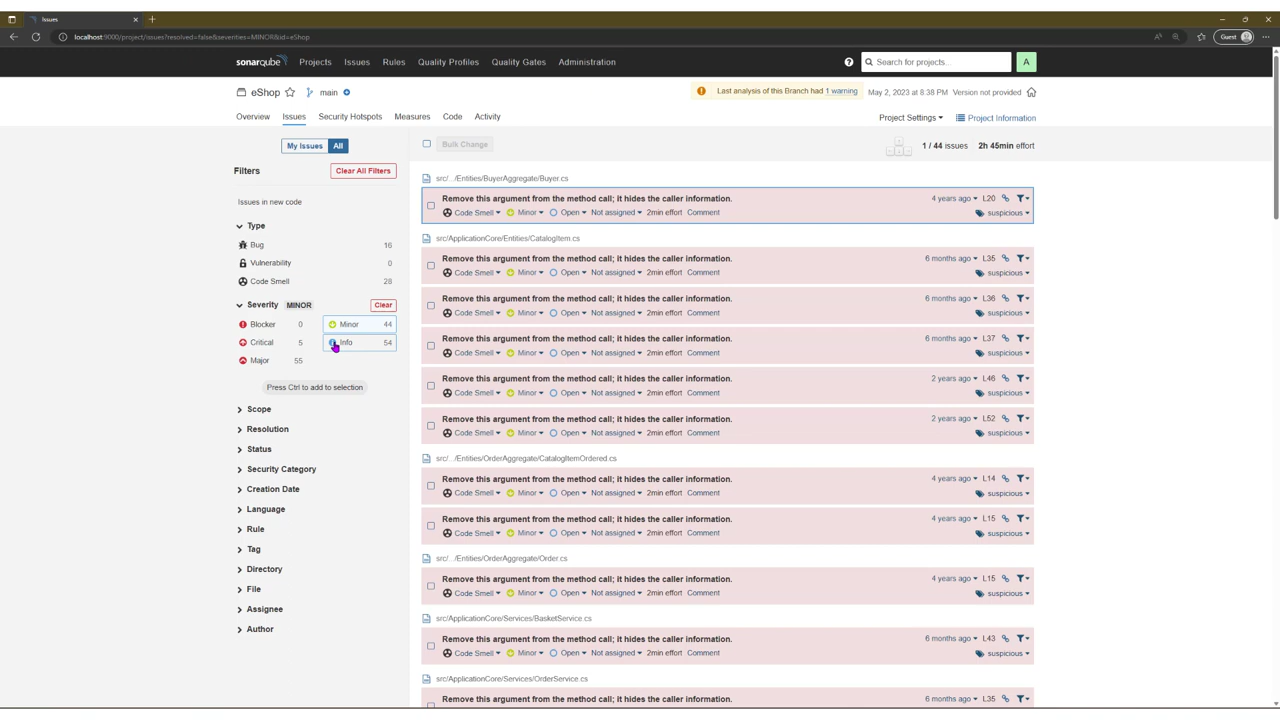 Issues
localhost:9000/project/issues?resolved=false&severities=MINOR&id=eShop
Guest
sonarqube Projects Issues Rules Quality Profiles Quality Gates Administration
Search for projects... A
eShop main
Last analysis of this Branch had 1 warning May 2, 2023 at 8:38 PM Version not provided
Overview Issues Security Hotspots Measures Code Activity
Project Settings Project Information
My Issues All
Filters Clear All Filters
Issues in new code
Type
Bug 16
Vulnerability 0
Code Smell 28
Severity MINOR Clear
Blocker 0 Minor 44
Critical 5 Info 54
Major 55
Press Ctrl to add to selection
Scope
Resolution
Status
Security Category
Creation Date
Language
Rule
Tag
Directory
File
Assignee
Author
Bulk Change 1 / 44 issues 2h 45min effort
src/.../Entities/BuyerAggregate/Buyer.cs
Remove this argument from the method call; it hides the caller information. 4 years ago L20
Code Smell Minor Open Not assigned 2min effort Comment suspicious
src/ApplicationCore/Entities/CatalogItem.cs
Remove this argument from the method call; it hides the caller information. 6 months ago L35
Code Smell Minor Open Not assigned 2min effort Comment suspicious
Remove this argument from the method call; it hides the caller information. 6 months ago L36
Code Smell Minor Open Not assigned 2min effort Comment suspicious
Remove this argument from the method call; it hides the caller information. 6 months ago L37
Code Smell Minor Open Not assigned 2min effort Comment suspicious
Remove this argument from the method call; it hides the caller information. 2 years ago L46
Code Smell Minor Open Not assigned 2min effort Comment suspicious
Remove this argument from the method call; it hides the caller information. 2 years ago L52
Code Smell Minor Open Not assigned 2min effort Comment suspicious
src/.../Entities/OrderAggregate/CatalogItemOrdered.cs
Remove this argument from the method call; it hides the caller information. 4 years ago L14
Code Smell Minor Open Not assigned 2min effort Comment suspicious
Remove this argument from the method call; it hides the caller information. 4 years ago L15
Code Smell Minor Open Not assigned 2min effort Comment suspicious
src/.../Entities/OrderAggregate/Order.cs
Remove this argument from the method call; it hides the caller information. 4 years ago L15
Code Smell Minor Open Not assigned 2min effort Comment suspicious
src/ApplicationCore/Services/BasketService.cs
Remove this argument from the method call; it hides the caller information. 6 months ago L43
Code Smell Minor Open Not assigned 2min effort Comment suspicious
src/ApplicationCore/Services/OrderService.cs
Remove this argument from the method call; it hides the caller information. 6 months ago L35